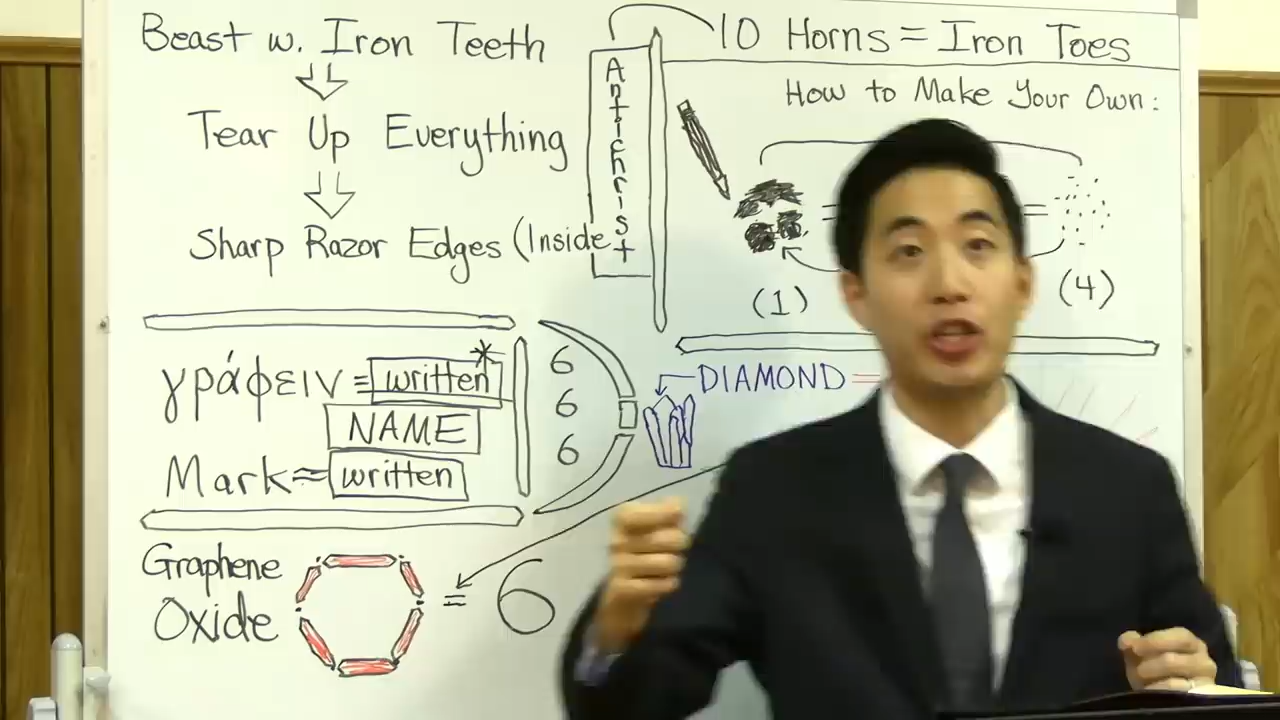 Beast w. Iron Teeth
Tear Up Everything
Sharp Razor Edges (Inside
Antichrist
10 Horns = Iron Toes
How to Make Your Own:
= =
(1) (4)
γράφειν = written*
NAME
Mark ≈ written
6
6
6
DIAMOND =
Graphene
Oxide
= 6